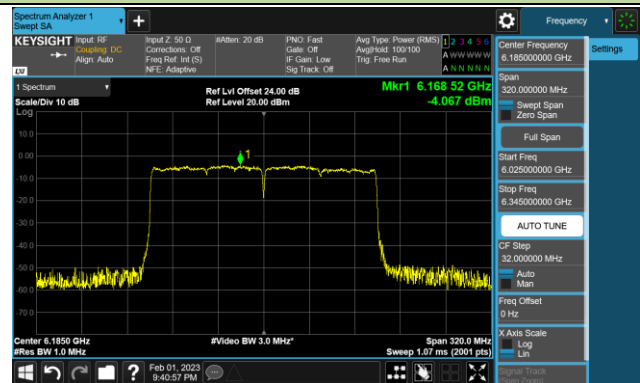 Spectrum Analyzer 1
Swept SA
Frequency
KEYSIGHT
Input: RF
Coupling: DC
Align: Auto
Input Z: 50 Ω
Corrections: Off
Freq Ref: Int (S)
NFE: Adaptive
#Atten: 20 dB
PNO: Fast
Gate: Off
IF Gain: Low
Sig Track: Off
Avg Type: Power (RMS)
Avg|Hold: 100/100
Trig: Free Run
1 2 3 4 5 6
A W W W W W
A N N N N N
LXI
1 Spectrum
Scale/Div 10 dB
Log
Ref Lvl Offset 24.00 dB
Ref Level 20.00 dBm
Mkr1 6.168 52 GHz
-4.067 dBm
10.0
0.00
-10.0
-20.0
-30.0
-40.0
-50.0
-60.0
-70.0
1
Center 6.1850 GHz
#Res BW 1.0 MHz
#Video BW 3.0 MHz*
Span 320.0 MHz
Sweep 1.07 ms (2001 pts)
Center Frequency
6.185000000 GHz
Settings
Span
320.000000 MHz
Swept Span
Zero Span
Full Span
Start Freq
6.025000000 GHz
Stop Freq
6.345000000 GHz
AUTO TUNE
CF Step
32.000000 MHz
Auto
Man
Freq Offset
0 Hz
X Axis Scale
Log
Lin
Signal Track
(Span Zoom)
Feb 01, 2023
9:40:57 PM